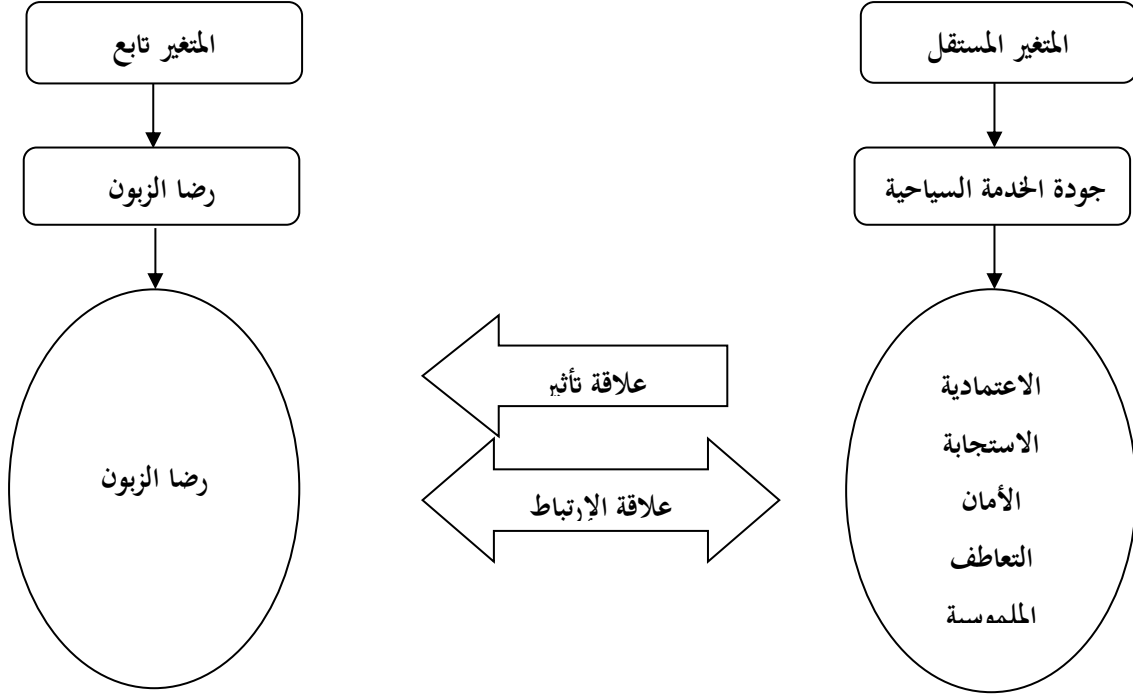 المتغير المستقل
المتغير تابع
جودة الخدمة السياحية
رضا الزبون
الاعتمادية
الاستجابة
الأمان
التعاطف
الملموسية
علاقة تأثير
علاقة الإرتباط
رضا الزبون